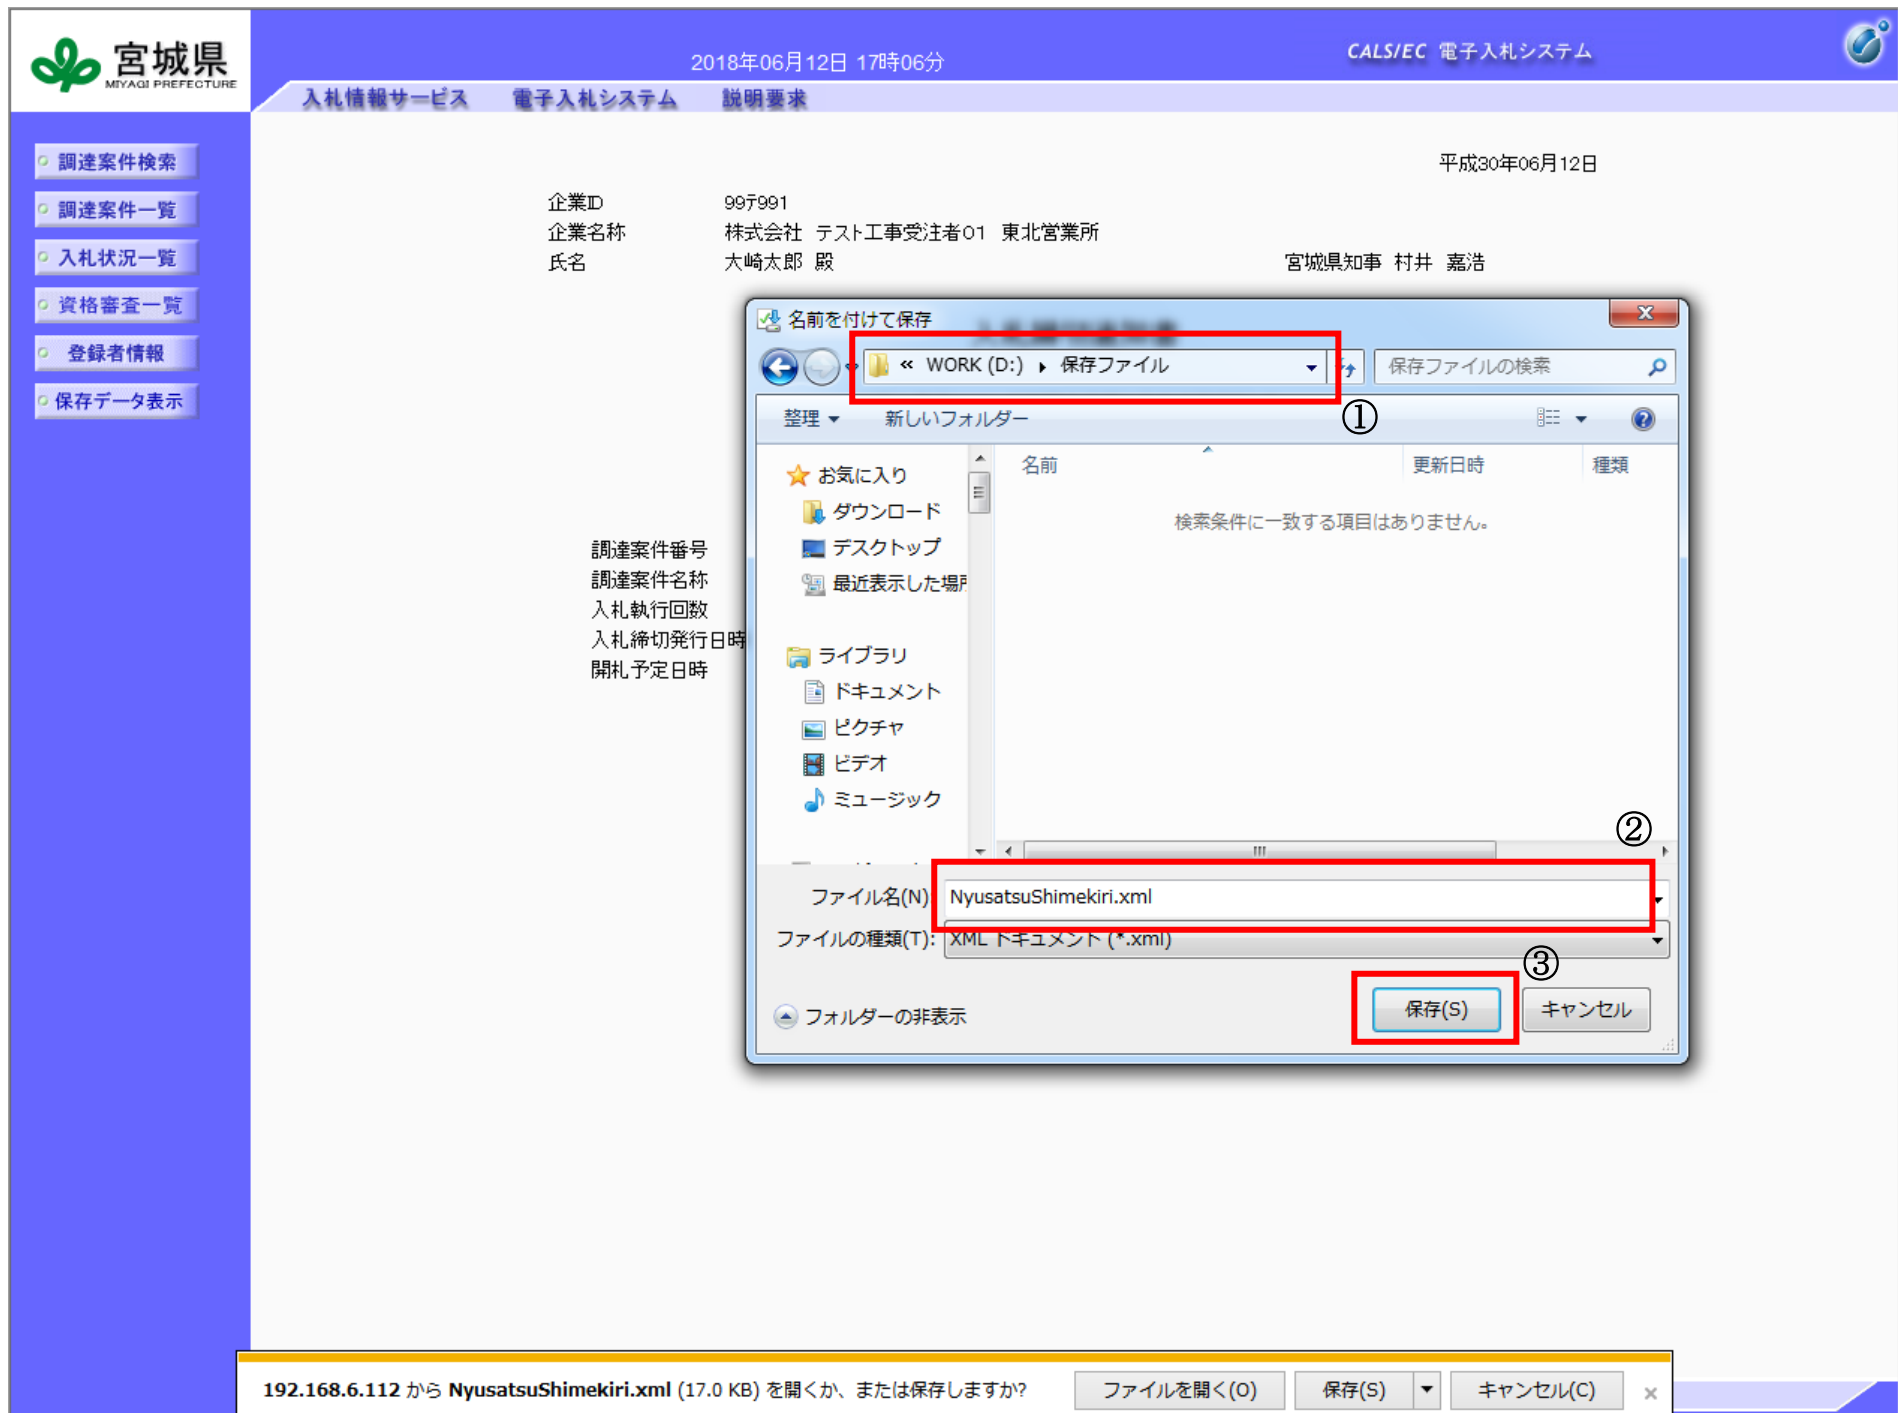 宮城県
MIYAGI PREFECTURE
2018年06月12日 17時06分
CALS/EC 電子入札システム
入札情報サービス 電子入札システム 説明要求
調達案件検索
調達案件一覧
入札状況一覧
資格審査一覧
登録者情報
保存データ表示
平成30年06月12日
企業ID 99ﾃ991
企業名称 株式会社 テスト工事受注者01 東北営業所
氏名 大崎太郎 殿
宮城県知事 村井 嘉浩
調達案件番号
調達案件名称
入札執行回数
入札締切発行日時
開札予定日時
名前を付けて保存
« WORK (D:) ▶ 保存ファイル
保存ファイルの検索
①
整理 ▼ 新しいフォルダー
名前 更新日時 種類
検索条件に一致する項目はありません。
お気に入り
ダウンロード
デスクトップ
最近表示した場所
ライブラリ
ドキュメント
ピクチャ
ビデオ
ミュージック
②
ファイル名(N): NyusatsuShimekiri.xml
ファイルの種類(T): XML ドキュメント (*.xml)
③
フォルダーの非表示
保存(S) キャンセル
192.168.6.112 から NyusatsuShimekiri.xml (17.0 KB) を開くか、または保存しますか?
ファイルを開く(O) 保存(S) ▼ キャンセル(C) ×